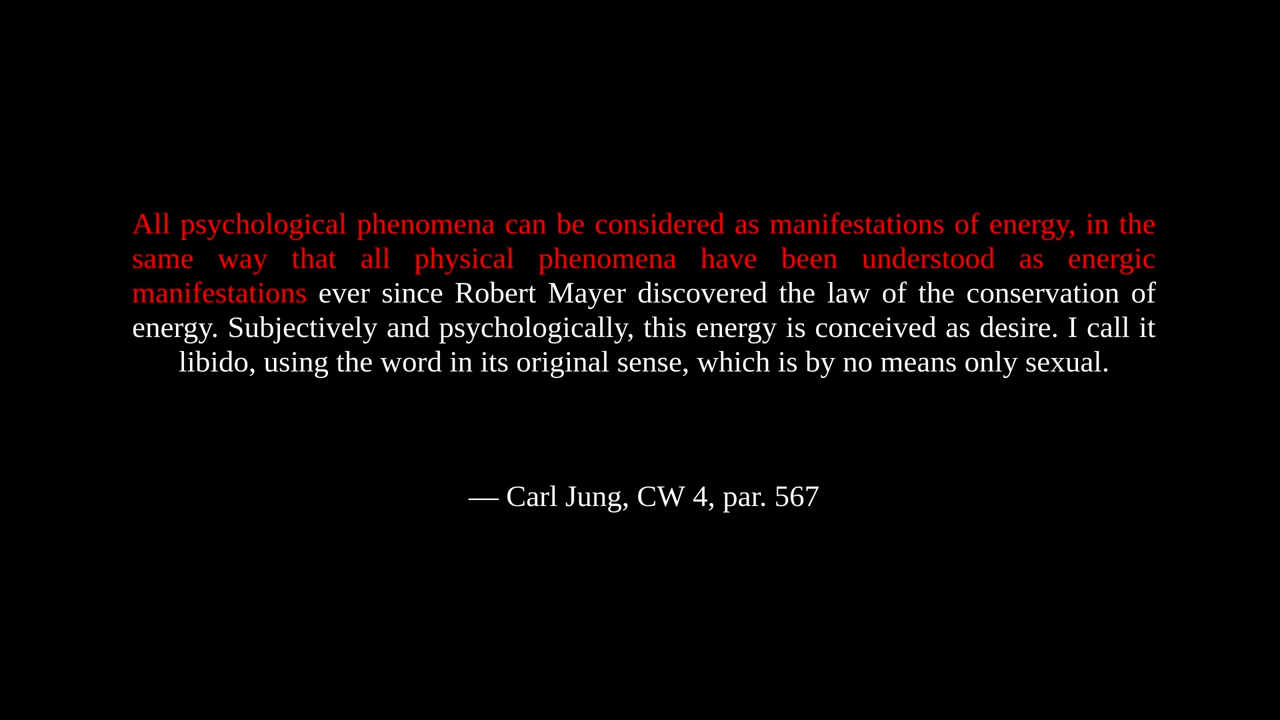 All psychological phenomena can be considered as manifestations of energy, in the
same way that all physical phenomena have been understood as energic
manifestations ever since Robert Mayer discovered the law of the conservation of
energy. Subjectively and psychologically, this energy is conceived as desire. I call it
libido, using the word in its original sense, which is by no means only sexual.
— Carl Jung, CW 4, par. 567